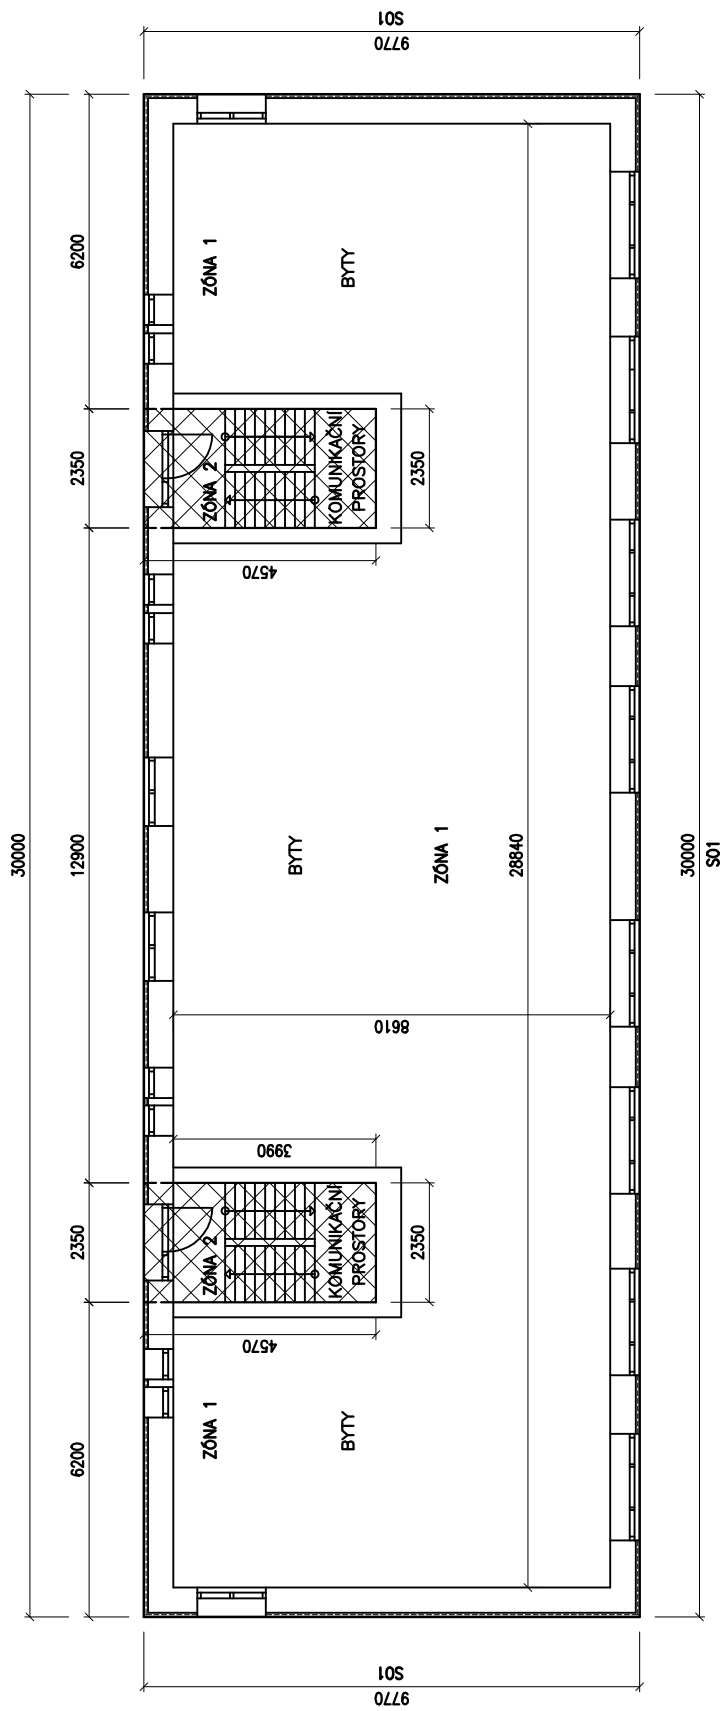 S01
9770
30000
6200
2350
12900
2350
6200
ZÓNA 1
BYTY
ZÓNA 2
KOMUNIKAČNÍ
PROSTORY
2350
4570
BYTY
ZÓNA 1
28840
8610
3990
ZÓNA 2
KOMUNIKAČNÍ
PROSTORY
2350
4570
ZÓNA 1
BYTY
30000
S01
S01
9770